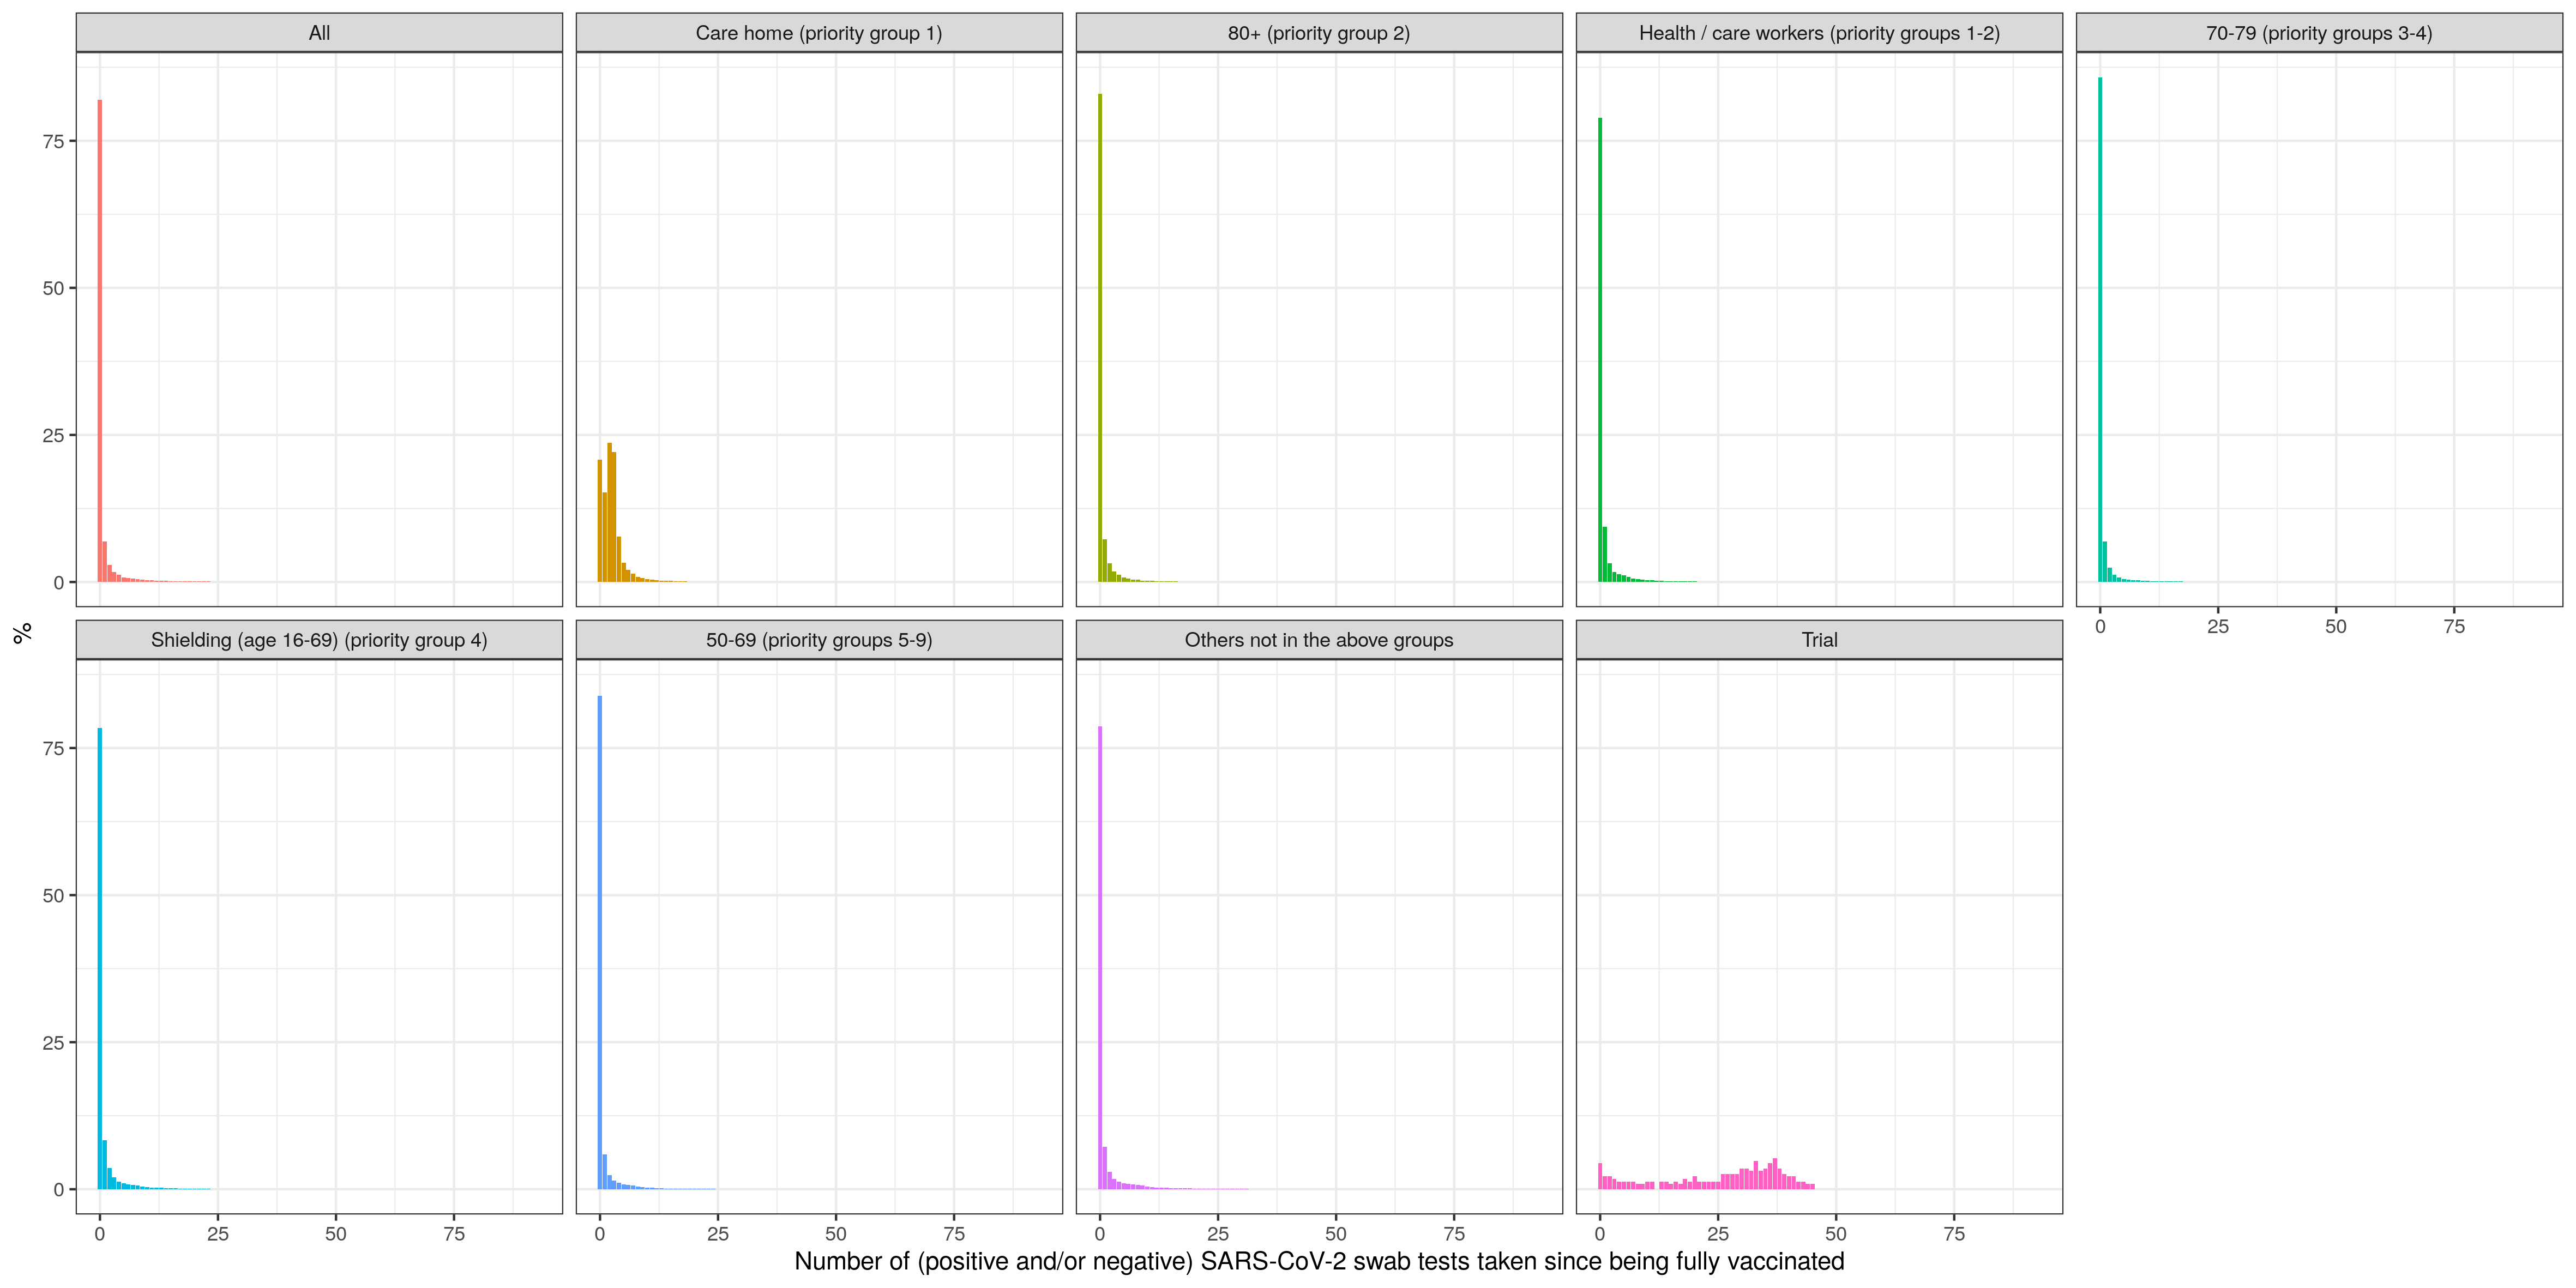 All
Care home (priority group 1)
80+ (priority group 2)
Health / care workers (priority groups 1-2)
70-79 (priority groups 3-4)
75
50
25
0
0 25 50 75
%
Shielding (age 16-69) (priority group 4)
50-69 (priority groups 5-9)
Others not in the above groups
Trial
75
50
25
0
0 25 50 75
0 25 50 75
0 25 50 75
0 25 50 75
Number of (positive and/or negative) SARS-CoV-2 swab tests taken since being fully vaccinated